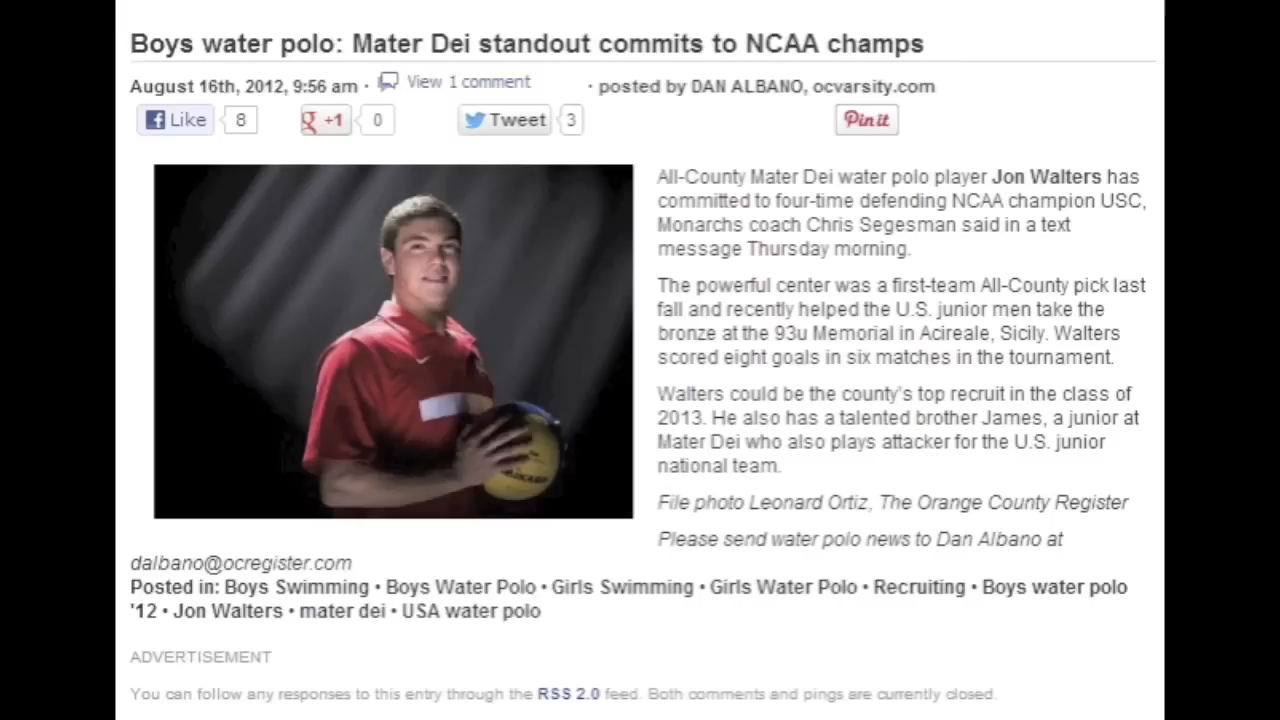 Boys water polo: Mater Dei standout commits to NCAA champs
August 16th, 2012, 9:56 am · View 1 comment · posted by DAN ALBANO, ocvarsity.com
Like 8 +1 0 Tweet 3 Pin it
All-County Mater Dei water polo player Jon Walters has
committed to four-time defending NCAA champion USC,
Monarchs coach Chris Segesman said in a text
message Thursday morning.
The powerful center was a first-team All-County pick last
fall and recently helped the U.S. junior men take the
bronze at the 93u Memorial in Acireale, Sicily. Walters
scored eight goals in six matches in the tournament.
Walters could be the county's top recruit in the class of
2013. He also has a talented brother James, a junior at
Mater Dei who also plays attacker for the U.S. junior
national team.
File photo Leonard Ortiz, The Orange County Register
Please send water polo news to Dan Albano at
dalbano@ocregister.com
Posted in: Boys Swimming • Boys Water Polo • Girls Swimming • Girls Water Polo • Recruiting • Boys water polo
'12 • Jon Walters • mater dei • USA water polo
ADVERTISEMENT
You can follow any responses to this entry through the RSS 2.0 feed. Both comments and pings are currently closed.